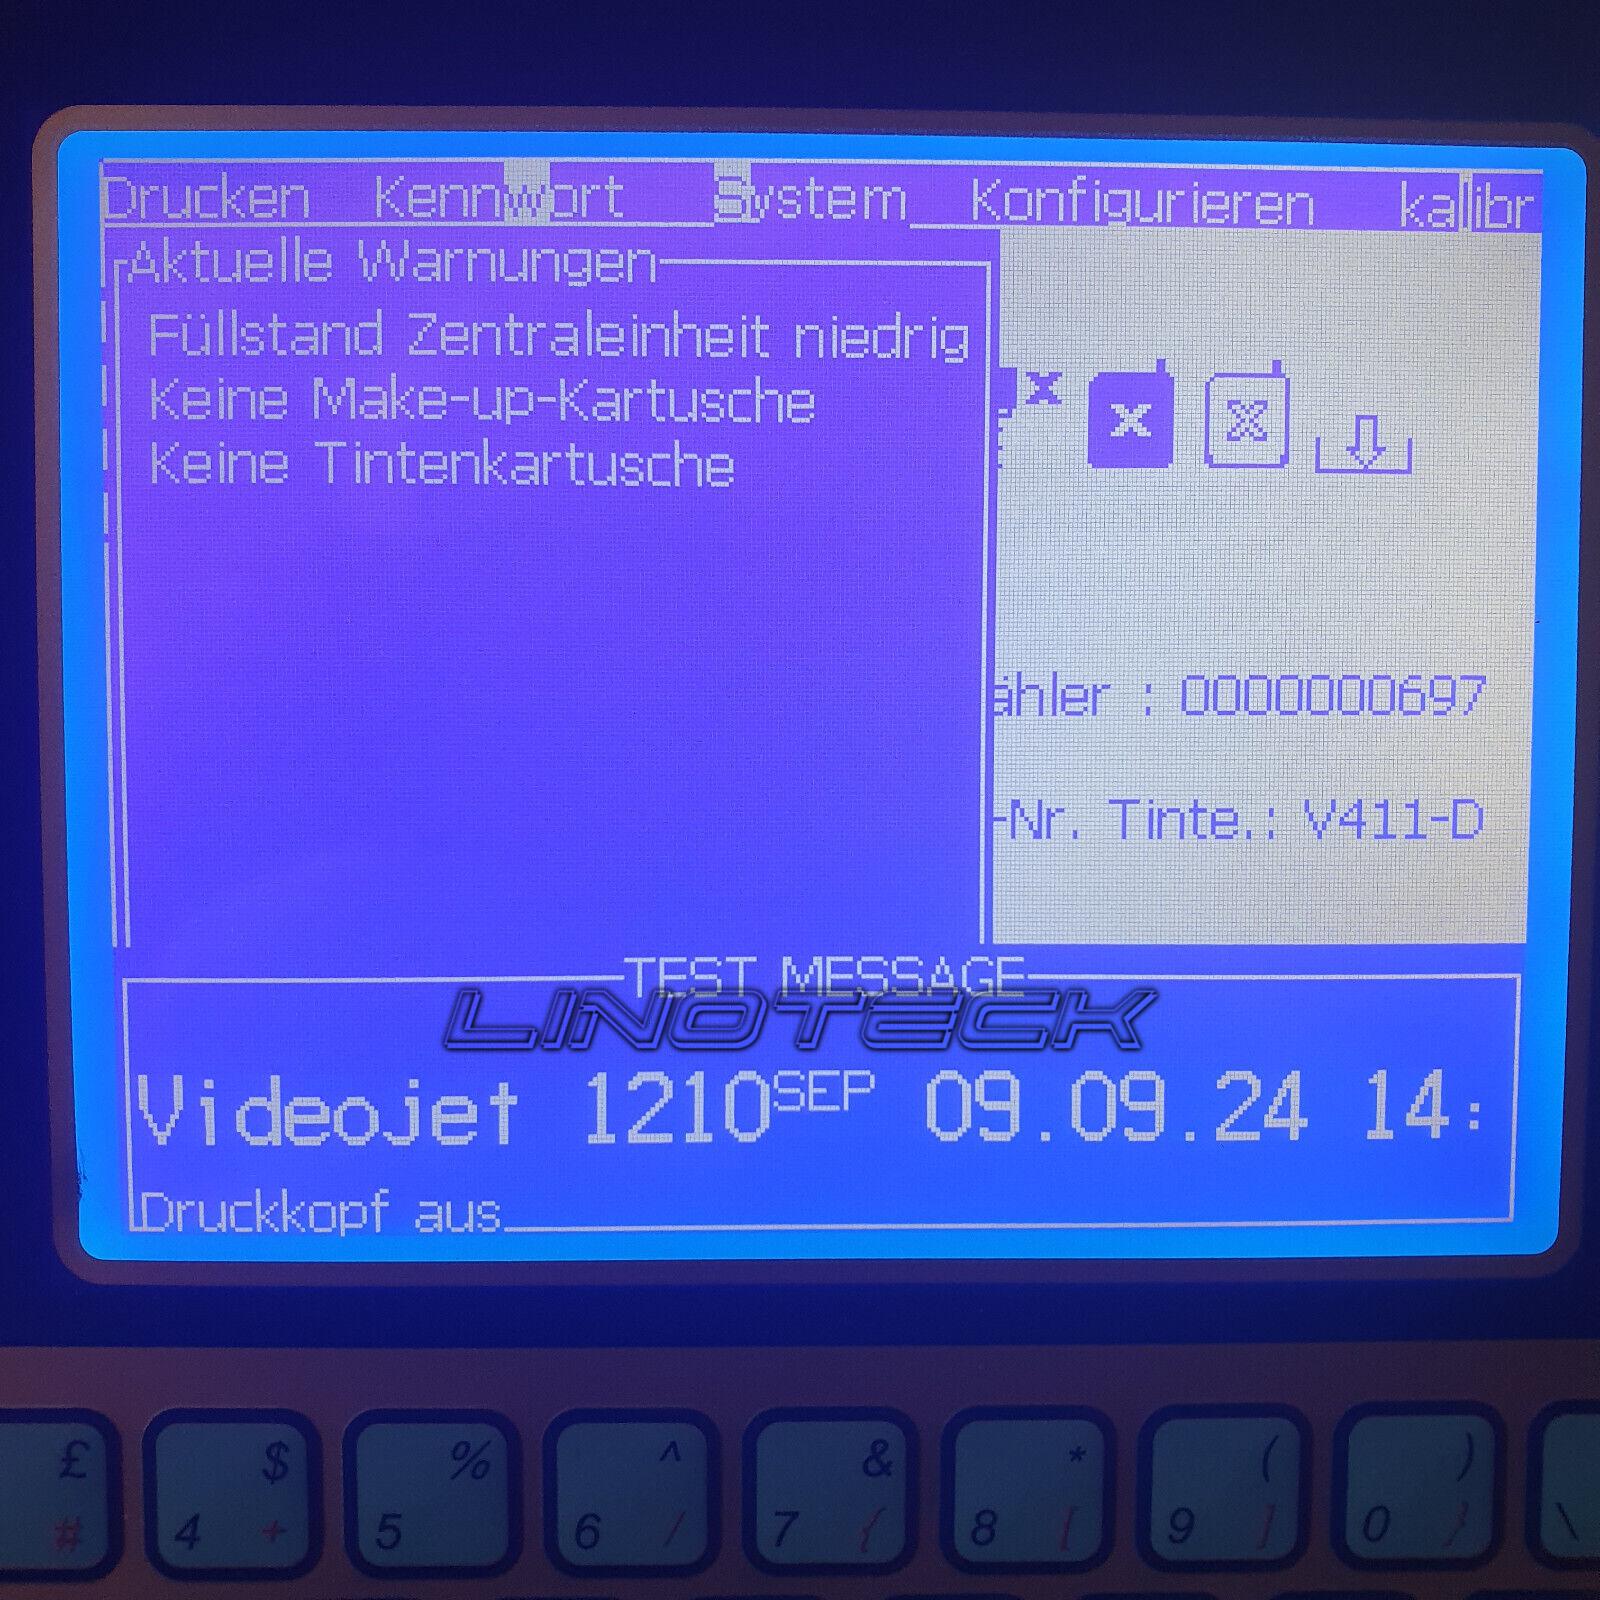 Drucken Kennwort System Konfigurieren kalibr
Aktuelle Warnungen
Füllstand Zentraleinheit niedrig
Keine Make-up-Kartusche
Keine Tintenkartusche
ähler : 0000000697
-Nr. Tinte.: V411-D
TEST MESSAGE
LINOTECK
Videojet 1210 SEP 09.09.24 14:
Druckkopf aus
£ $ % ^ & * ( )
# 4 + 5 6 / 7 { 8 [ 9 ] 0 } \